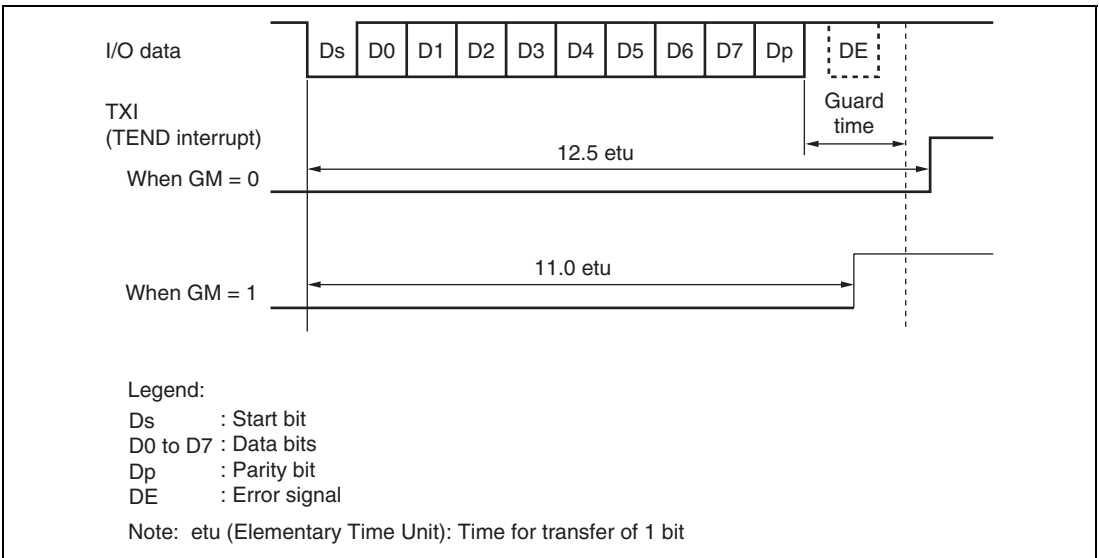 I/O data
Ds D0 D1 D2 D3 D4 D5 D6 D7 Dp DE
Guard
time
TXI
(TEND interrupt)
12.5 etu
When GM = 0
11.0 etu
When GM = 1
Legend:
Ds : Start bit
D0 to D7 : Data bits
Dp : Parity bit
DE : Error signal
Note: etu (Elementary Time Unit): Time for transfer of 1 bit